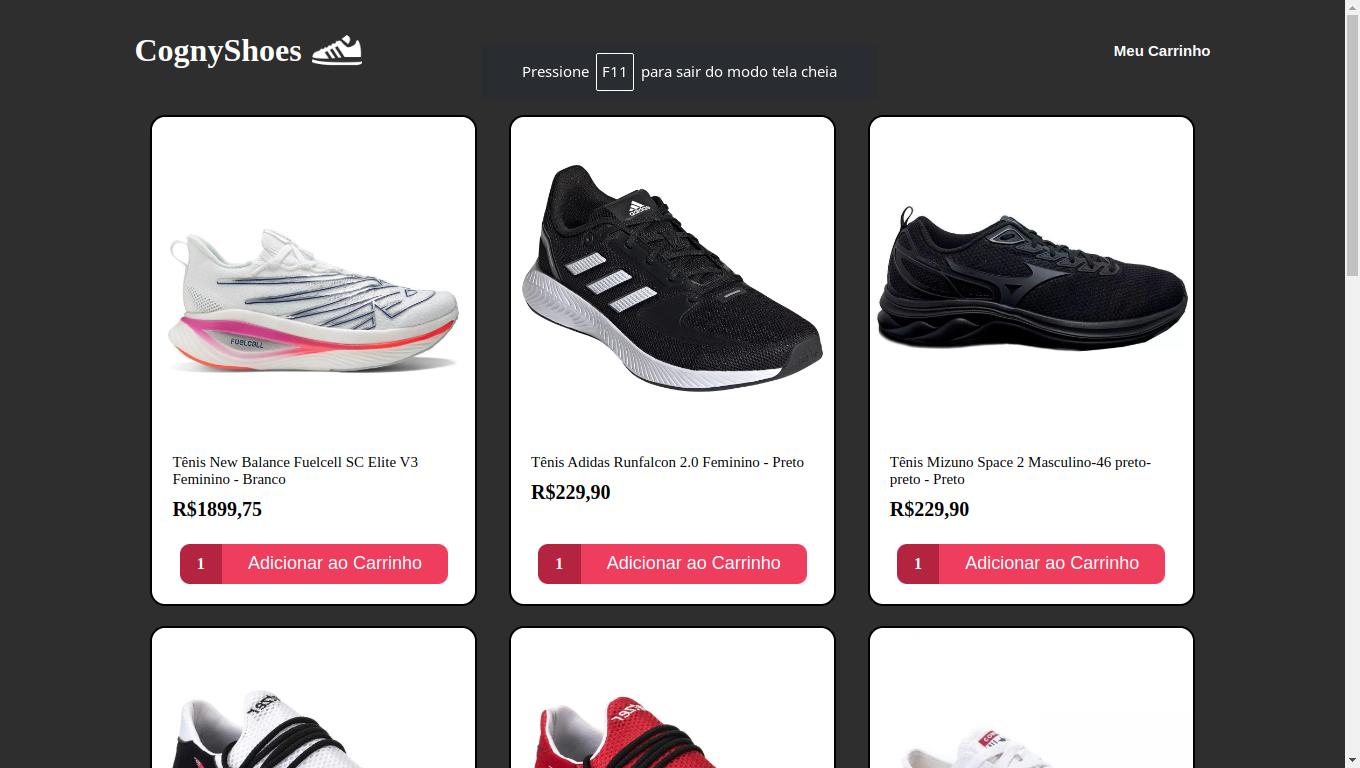 CognyShoes
Meu Carrinho
Pressione F11 para sair do modo tela cheia
adidas
FUELCELL
Tênis New Balance Fuelcell SC Elite V3
Feminino - Branco
R$1899,75
1 Adicionar ao Carrinho
Tênis Adidas Runfalcon 2.0 Feminino - Preto
R$229,90
1 Adicionar ao Carrinho
Tênis Mizuno Space 2 Masculino-46 preto-
preto - Preto
R$229,90
1 Adicionar ao Carrinho